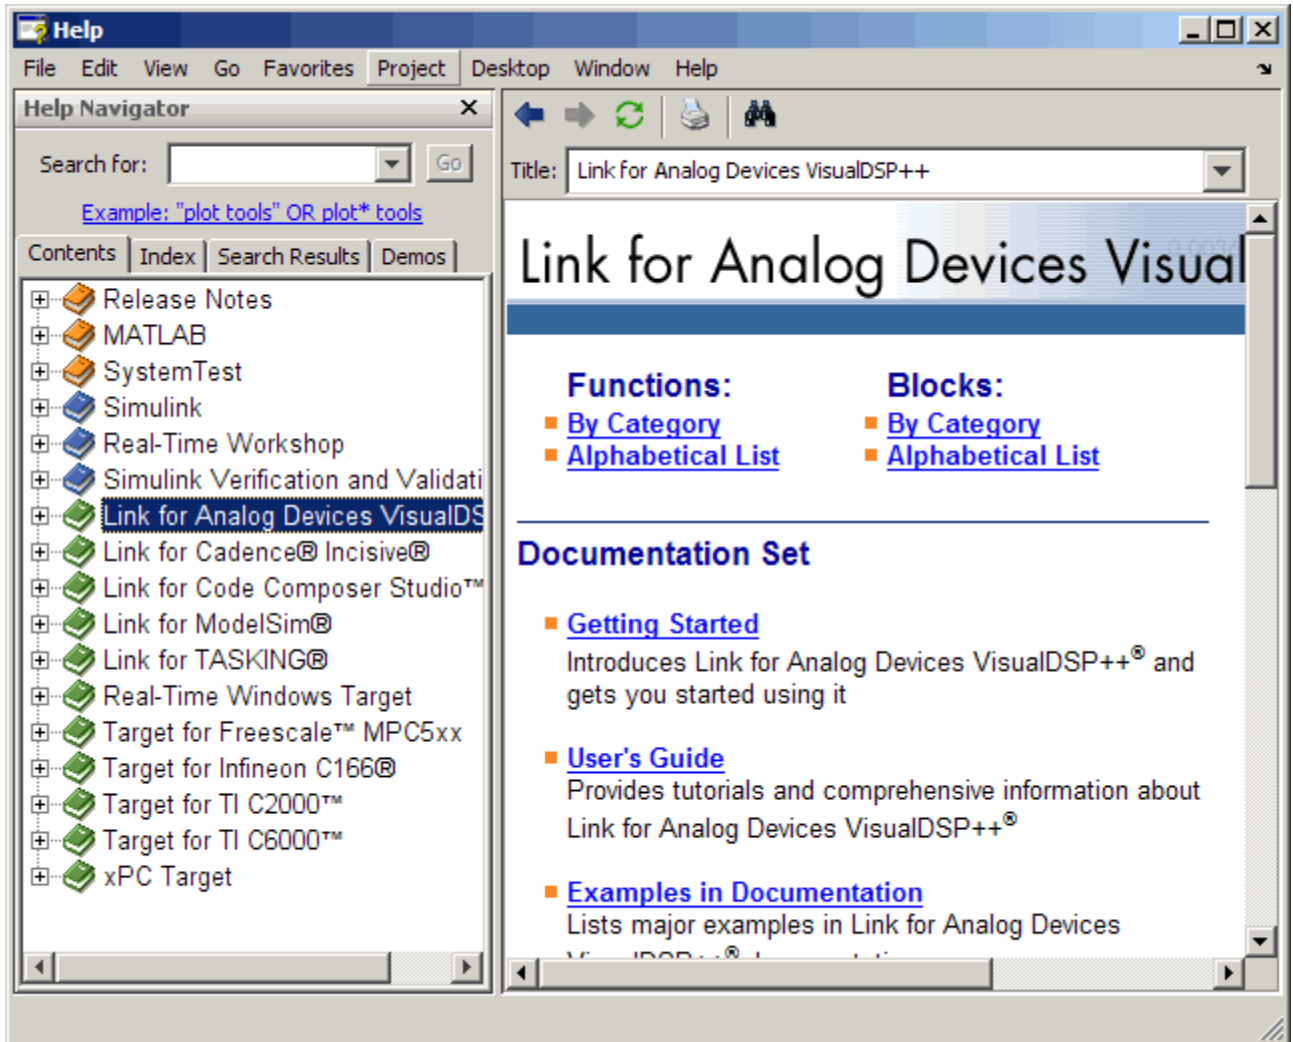 Help
File Edit View Go Favorites Project Desktop Window Help
Help Navigator
Search for: Go
Example: "plot tools" OR plot* tools
Contents Index Search Results Demos
Release Notes
MATLAB
SystemTest
Simulink
Real-Time Workshop
Simulink Verification and Validati
Link for Analog Devices VisualDS
Link for Cadence® Incisive®
Link for Code Composer Studio™
Link for ModelSim®
Link for TASKING®
Real-Time Windows Target
Target for Freescale™ MPC5xx
Target for Infineon C166®
Target for TI C2000™
Target for TI C6000™
xPC Target
Title: Link for Analog Devices VisualDSP++
Link for Analog Devices Visual
Functions: Blocks:
By Category By Category
Alphabetical List Alphabetical List
Documentation Set
Getting Started
Introduces Link for Analog Devices VisualDSP++® and
gets you started using it
User's Guide
Provides tutorials and comprehensive information about
Link for Analog Devices VisualDSP++®
Examples in Documentation
Lists major examples in Link for Analog Devices